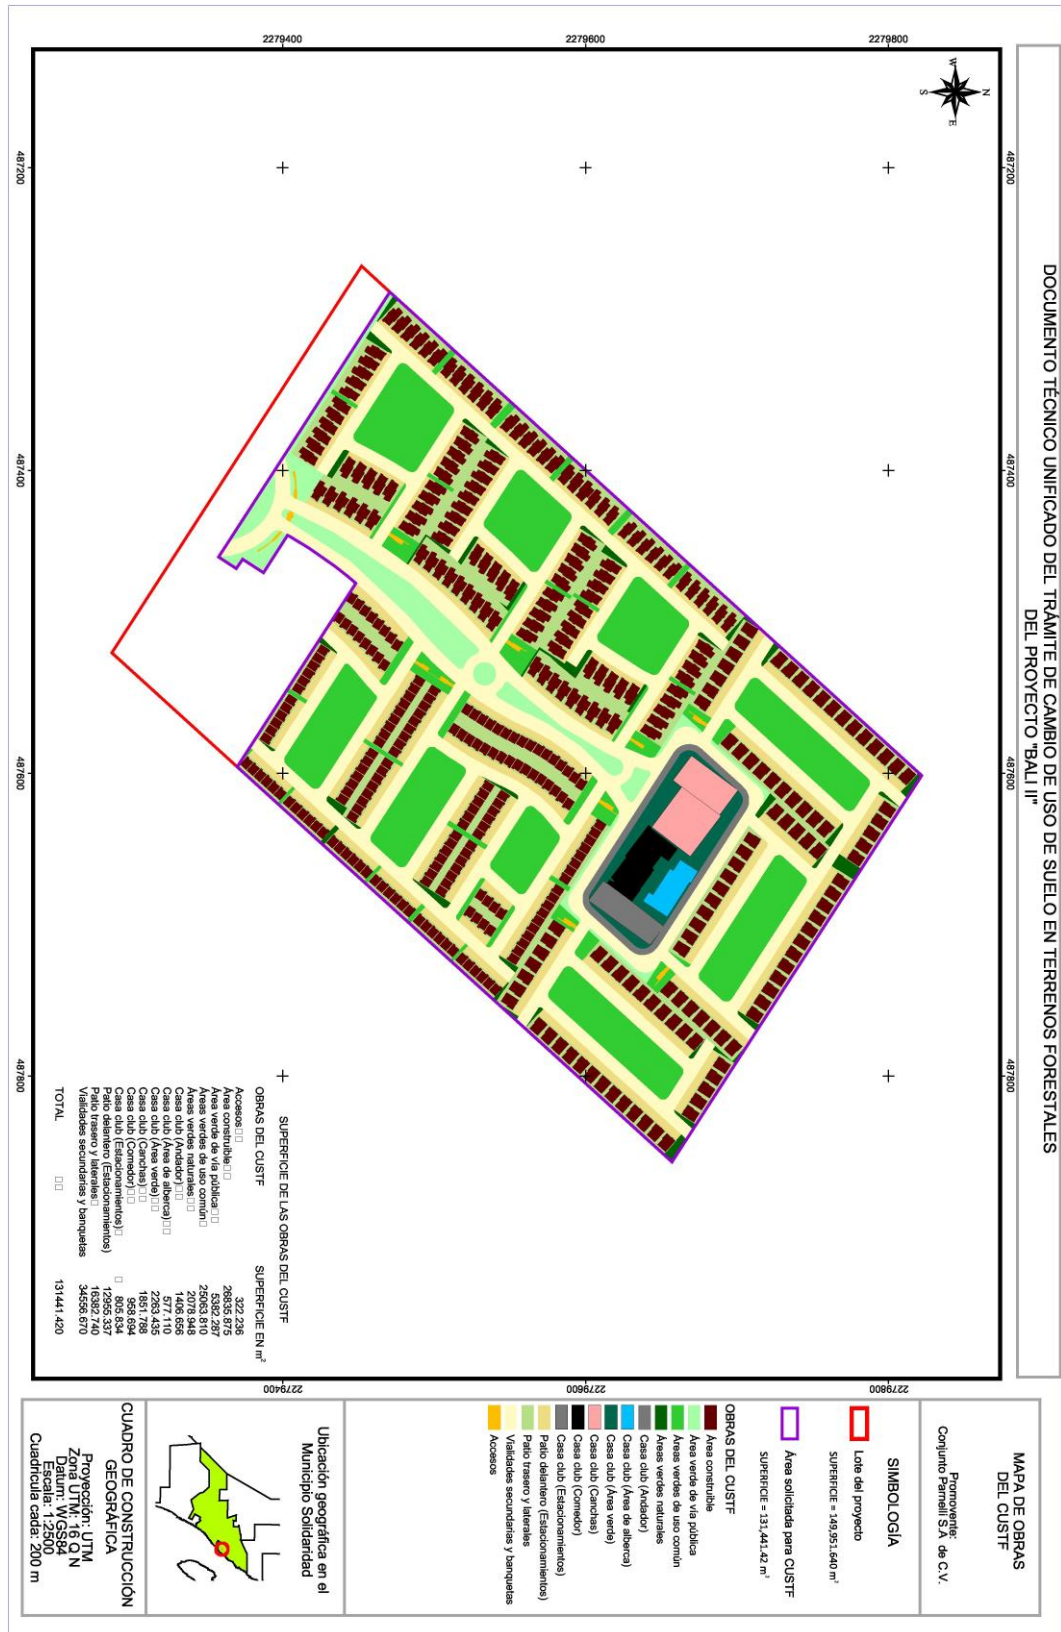 DOCUMENTO TÉCNICO UNIFICADO DEL TRÁMITE DE CAMBIO DE USO DE SUELO EN TERRENOS FORESTALES
DEL PROYECTO "BALI II"
2279400
2279600
2279800
487200
487400
487600
487800
487200
487400
487600
487800
2279400
2279600
2279800
N
S
E
W
SUPERFICIE DE LAS OBRAS DEL CUSTF
OBRAS DEL CUSTF SUPERFICIE EN m²
Accesos 322.236
Área construible 26835.875
Área verde de vía pública 5382.287
Áreas verdes de uso común 25063.810
Áreas verdes naturales 2078.948
Casa club (Andador) 1406.656
Casa club (Área de alberca) 577.110
Casa club (Área verde) 2263.435
Casa club (Canchas) 1851.788
Casa club (Comedor) 958.694
Casa club (Estacionamientos) 805.834
Patio delantero (Estacionamientos) 12955.337
Patio trasero y laterales 16382.740
Vialidades secundarias y banquetas 34556.670
TOTAL 131441.420
MAPA DE OBRAS
DEL CUSTF
Promovente:
Conjunto Parnelli S.A. de C.V.
SIMBOLOGÍA
Lote del proyecto
SUPERFICIE = 149,951.640 m²
Área solicitada para CUSTF
SUPERFICIE = 131,441.42 m²
OBRAS DEL CUSTF
Área construible
Área verde de vía pública
Áreas verdes de uso común
Áreas verdes naturales
Casa club (Andador)
Casa club (Área de alberca)
Casa club (Área verde)
Casa club (Canchas)
Casa club (Comedor)
Casa club (Estacionamientos)
Patio delantero (Estacionamientos)
Patio trasero y laterales
Vialidades secundarias y banquetas
Accesos
Ubicación geográfica en el
Municipio Solidaridad
CUADRO DE CONSTRUCCIÓN
GEOGRÁFICA
Proyección: UTM
Zona UTM: 16 Q N
Datum: WGS84
Escala: 1:2500
Cuadrícula cada: 200 m